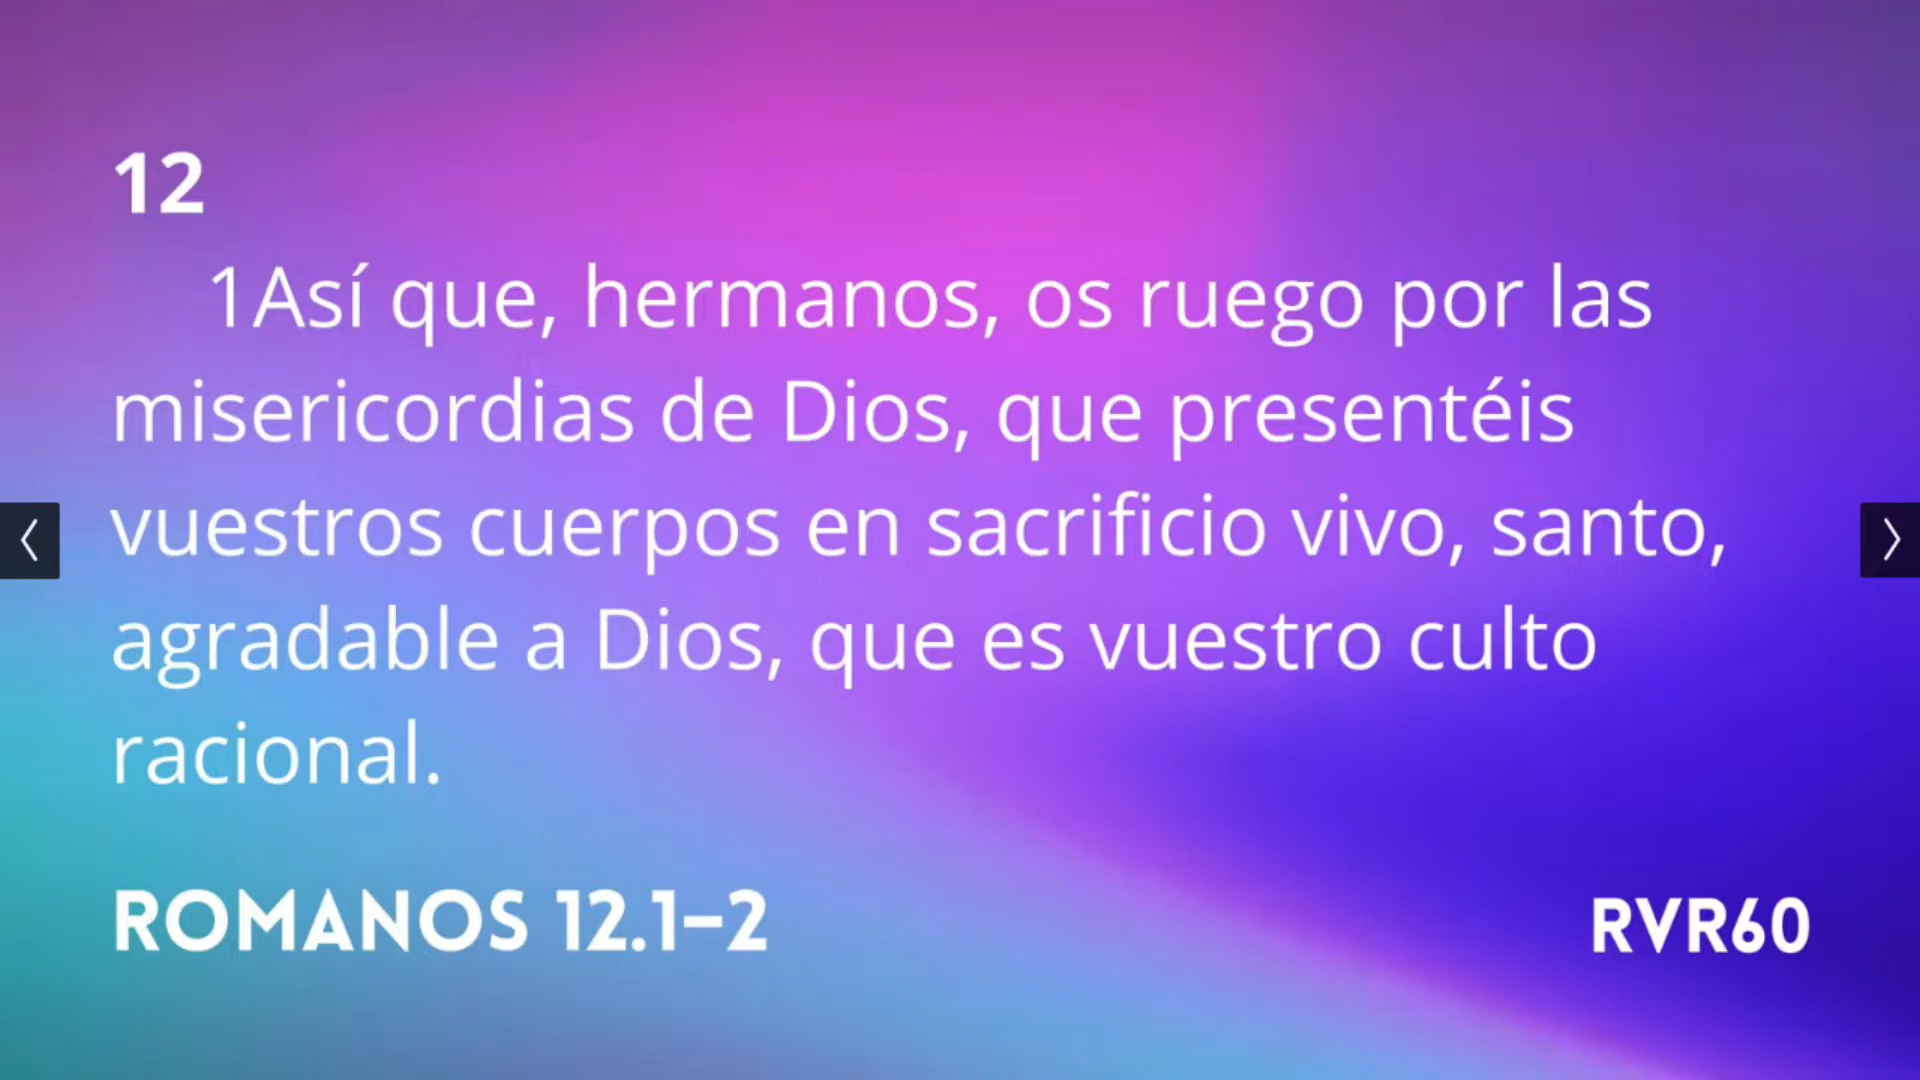 12
1Así que, hermanos, os ruego por las
misericordias de Dios, que presentéis
vuestros cuerpos en sacrificio vivo, santo,
agradable a Dios, que es vuestro culto
racional.
ROMANOS 12.1–2
RVR60